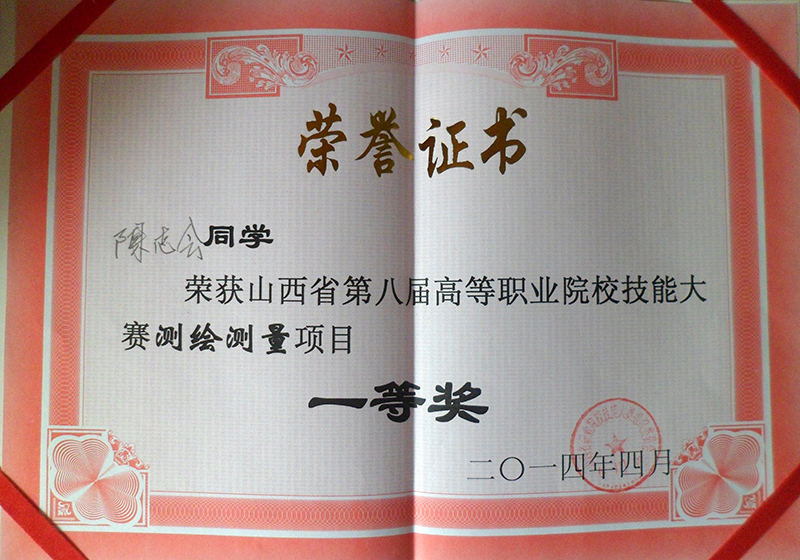 荣誉证书
陈志会同学
荣获山西省第八届高等职业院校技能大
赛测绘测量项目
一等奖
二〇一四年四月